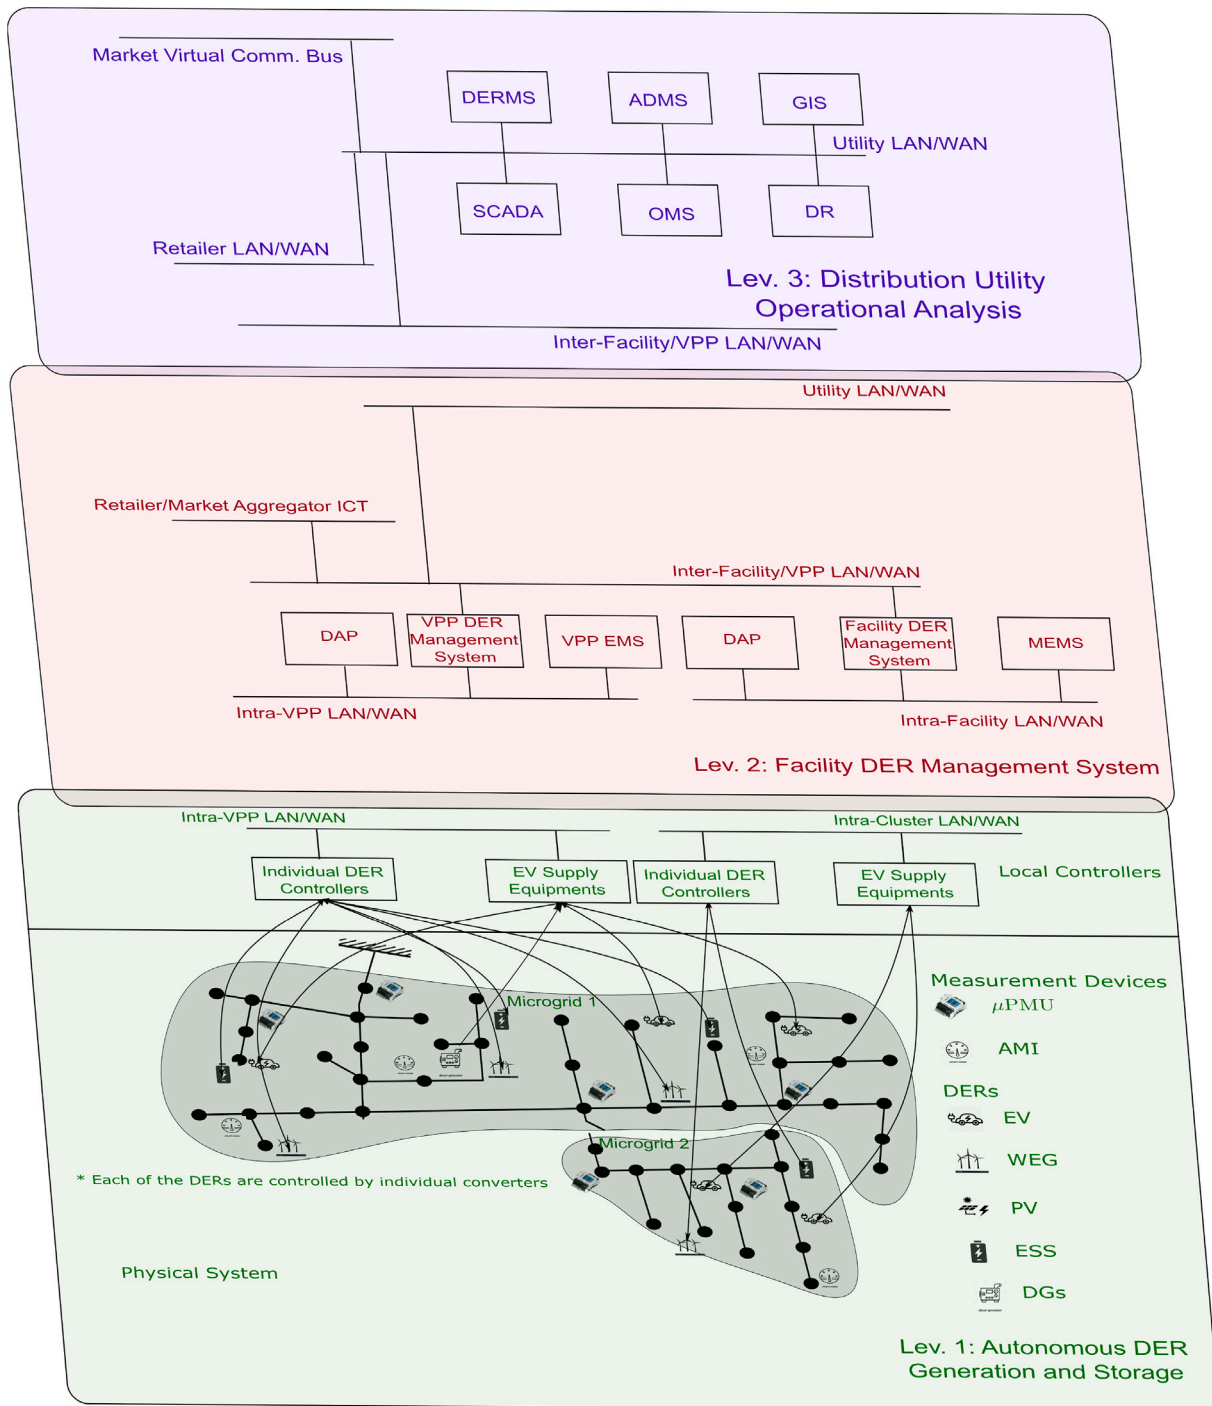 Market Virtual Comm. Bus
DERMS
ADMS
GIS
Utility LAN/WAN
SCADA
OMS
DR
Retailer LAN/WAN
Lev. 3: Distribution Utility
Operational Analysis
Inter-Facility/VPP LAN/WAN
Utility LAN/WAN
Retailer/Market Aggregator ICT
Inter-Facility/VPP LAN/WAN
DAP
VPP DER
Management
System
VPP EMS
DAP
Facility DER
Management
System
MEMS
Intra-VPP LAN/WAN
Intra-Facility LAN/WAN
Lev. 2: Facility DER Management System
Intra-VPP LAN/WAN
Intra-Cluster LAN/WAN
Individual DER
Controllers
EV Supply
Equipments
Individual DER
Controllers
EV Supply
Equipments
Local Controllers
Measurement Devices
μPMU
AMI
DERs
EV
WEG
PV
ESS
DGs
Microgrid 1
Microgrid 2
* Each of the DERs are controlled by individual converters
Physical System
Lev. 1: Autonomous DER
Generation and Storage